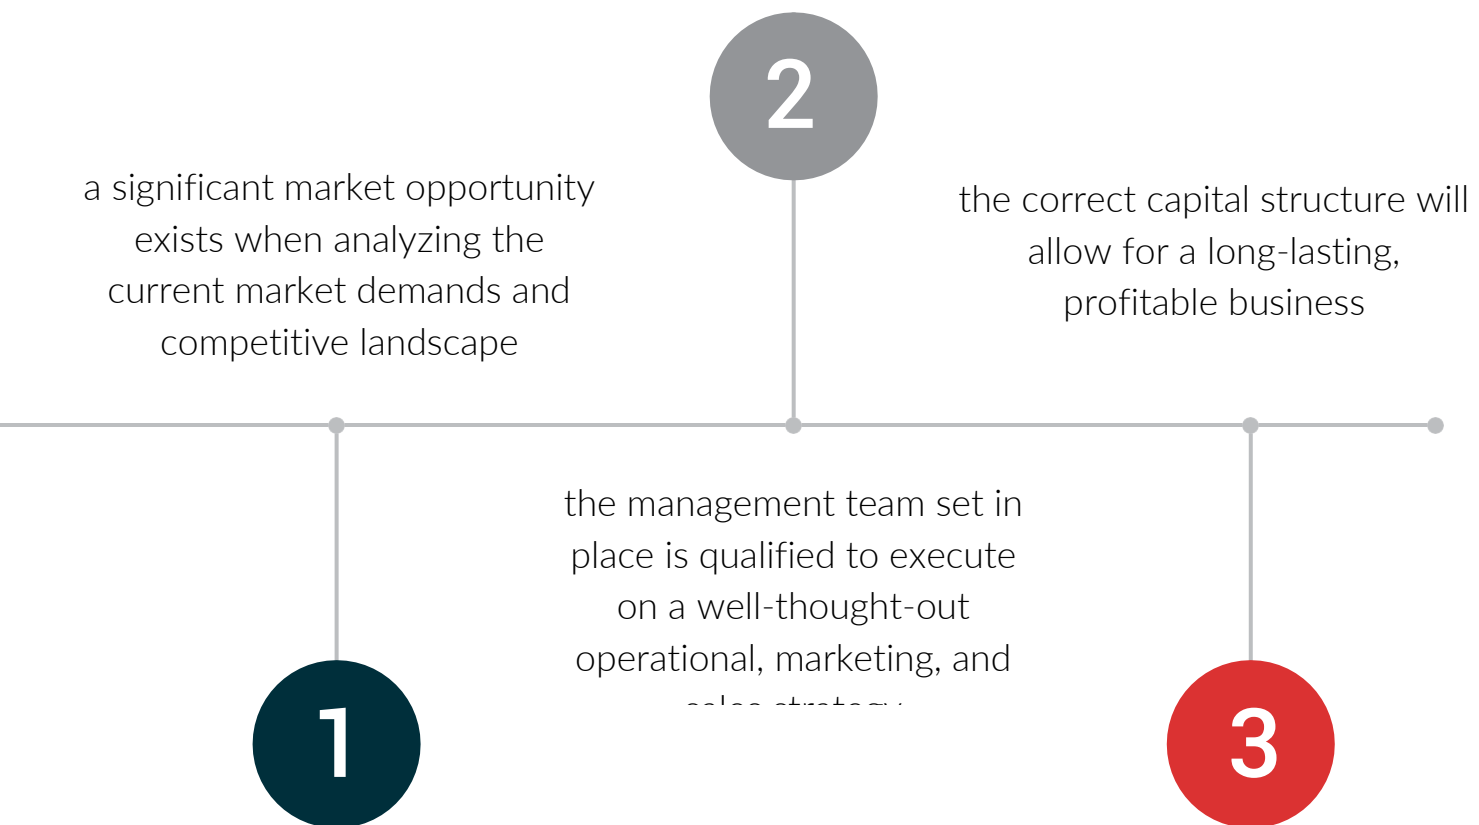 a significant market opportunity
exists when analyzing the
current market demands and
competitive landscape
1
2
the management team set in
place is qualified to execute
on a well-thought-out
operational, marketing, and
sales strategy
the correct capital structure will
allow for a long-lasting,
profitable business
3